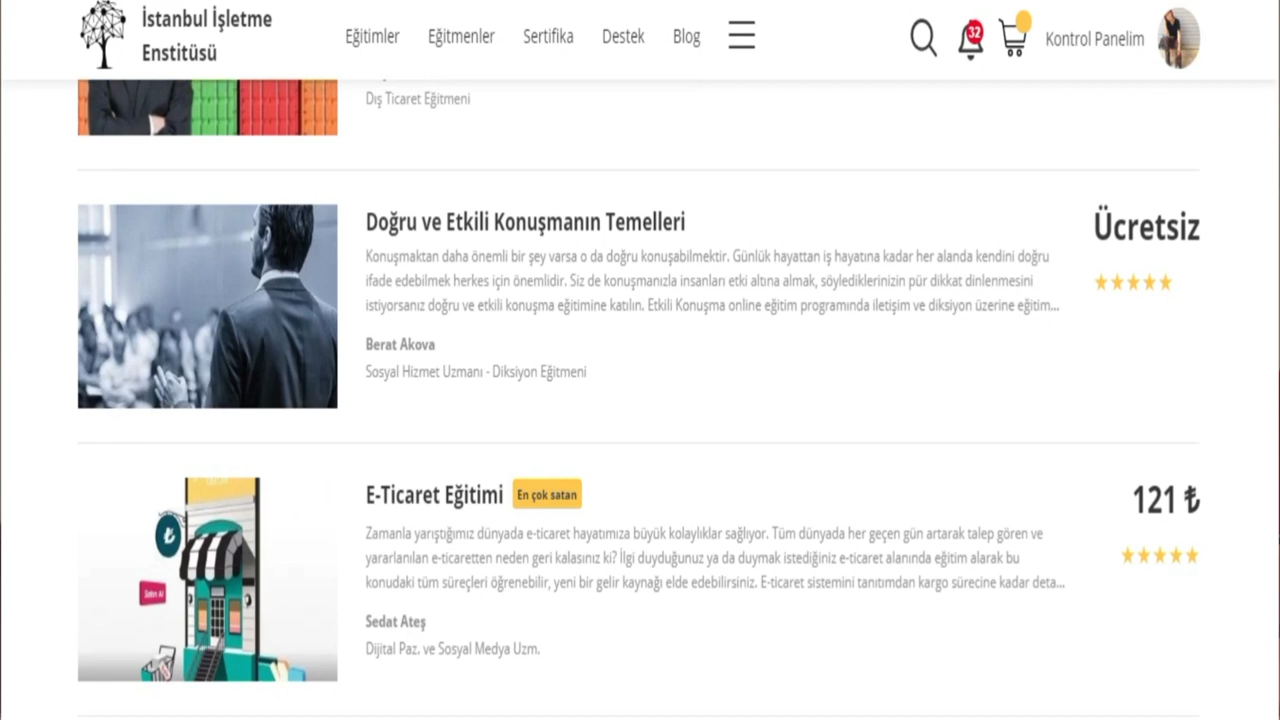 İstanbul İşletme
Enstitüsü
Eğitimler
Eğitmenler
Sertifika
Destek
Blog
32
Kontrol Panelim
Dış Ticaret Eğitmeni
Doğru ve Etkili Konuşmanın Temelleri
Ücretsiz
Konuşmaktan daha önemli bir şey varsa o da doğru konuşabilmektir. Günlük hayattan iş hayatına kadar her alanda kendini doğru
ifade edebilmek herkes için önemlidir. Siz de konuşmanızla insanları etki altına almak, söylediklerinizin pür dikkat dinlenmesini
istiyorsanız doğru ve etkili konuşma eğitimine katılın. Etkili Konuşma online eğitim programında iletişim ve diksiyon üzerine eğitim...
Berat Akova
Sosyal Hizmet Uzmanı - Diksiyon Eğitmeni
E-Ticaret Eğitimi
En çok satan
121 ₺
Zamanla yarıştığımız dünyada e-ticaret hayatımıza büyük kolaylıklar sağlıyor. Tüm dünyada her geçen gün artarak talep gören ve
yararlanılan e-ticaretten neden geri kalasınız ki? İlgi duyduğunuz ya da duymak istediğiniz e-ticaret alanında eğitim alarak bu
konudaki tüm süreçleri öğrenebilir, yeni bir gelir kaynağı elde edebilirsiniz. E-ticaret sistemini tanıtımdan kargo sürecine kadar deta...
₺
Satın Al
Sedat Ateş
Dijital Paz. ve Sosyal Medya Uzm.